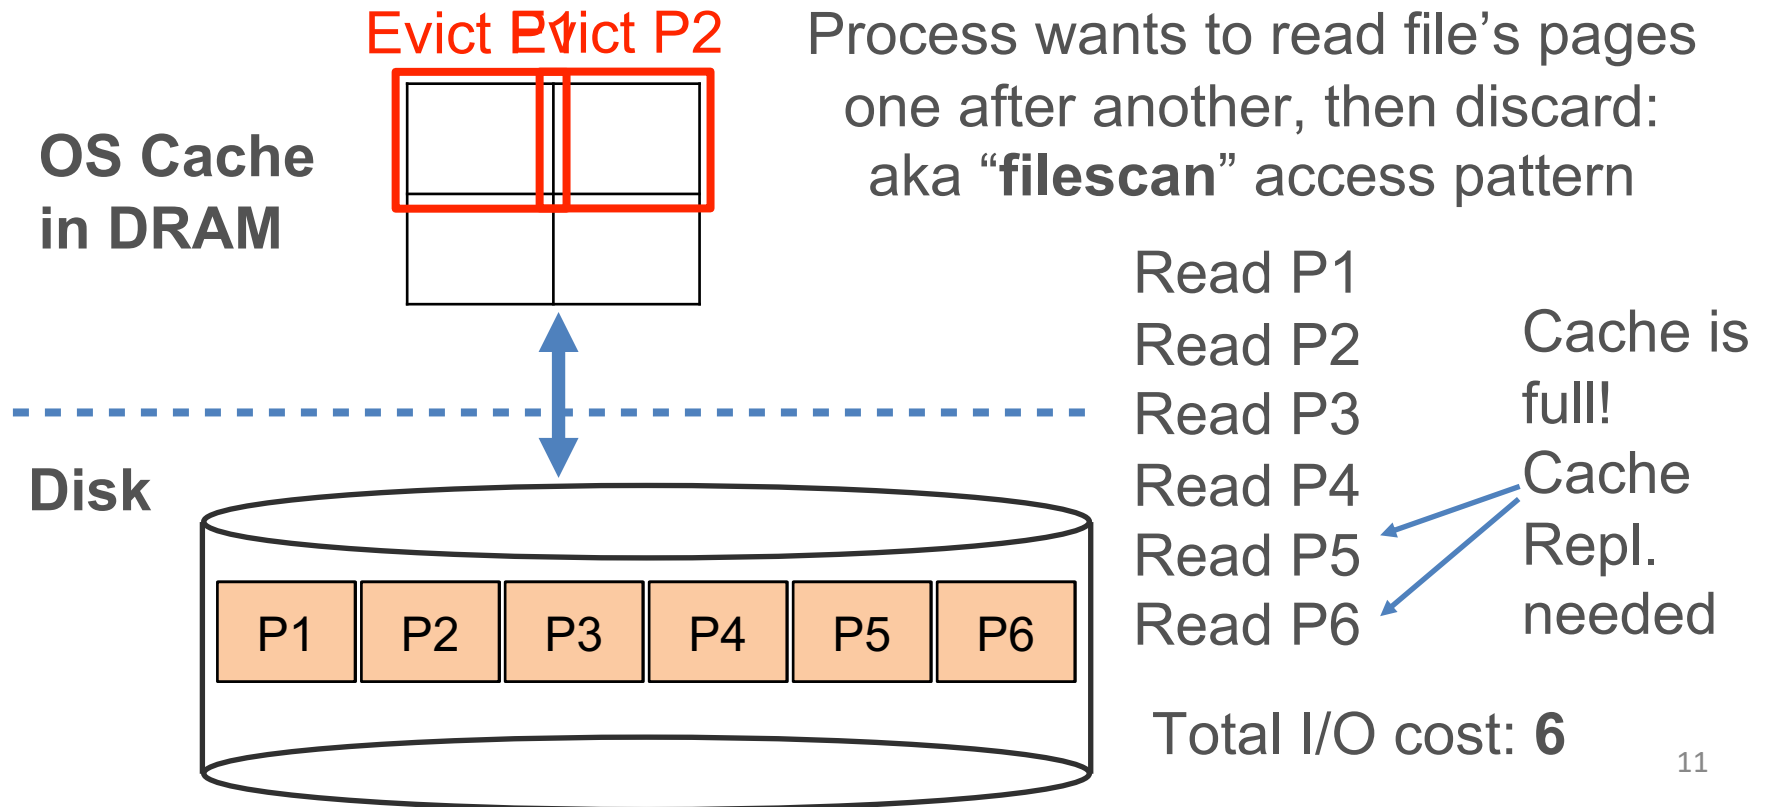 Evict P1
Evict P2
Process wants to read file’s pages
one after another, then discard:
aka “filescan” access pattern
OS Cache
in DRAM
Read P1
Read P2
Read P3
Read P4
Read P5
Read P6
Cache is
full!
Cache
Repl.
needed
Disk
P1 P2 P3 P4 P5 P6
Total I/O cost: 6
11